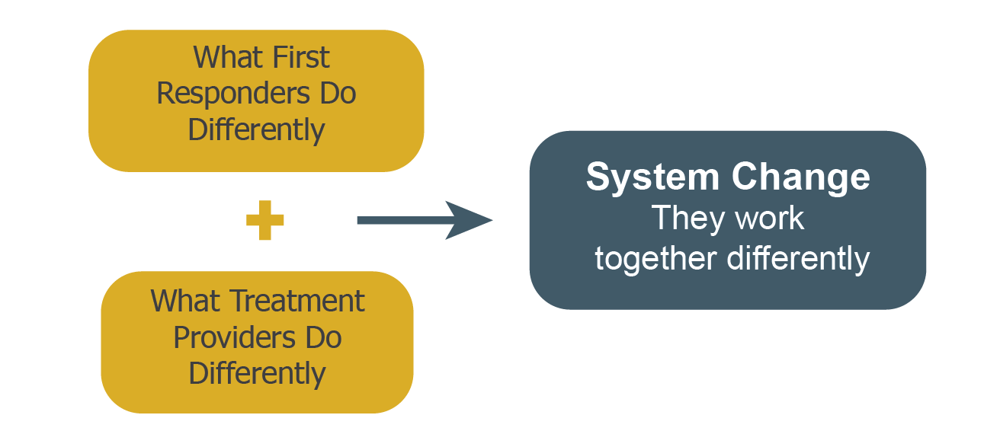 What First
Responders Do
Differently
What Treatment
Providers Do
Differently
System Change
They work
together differently